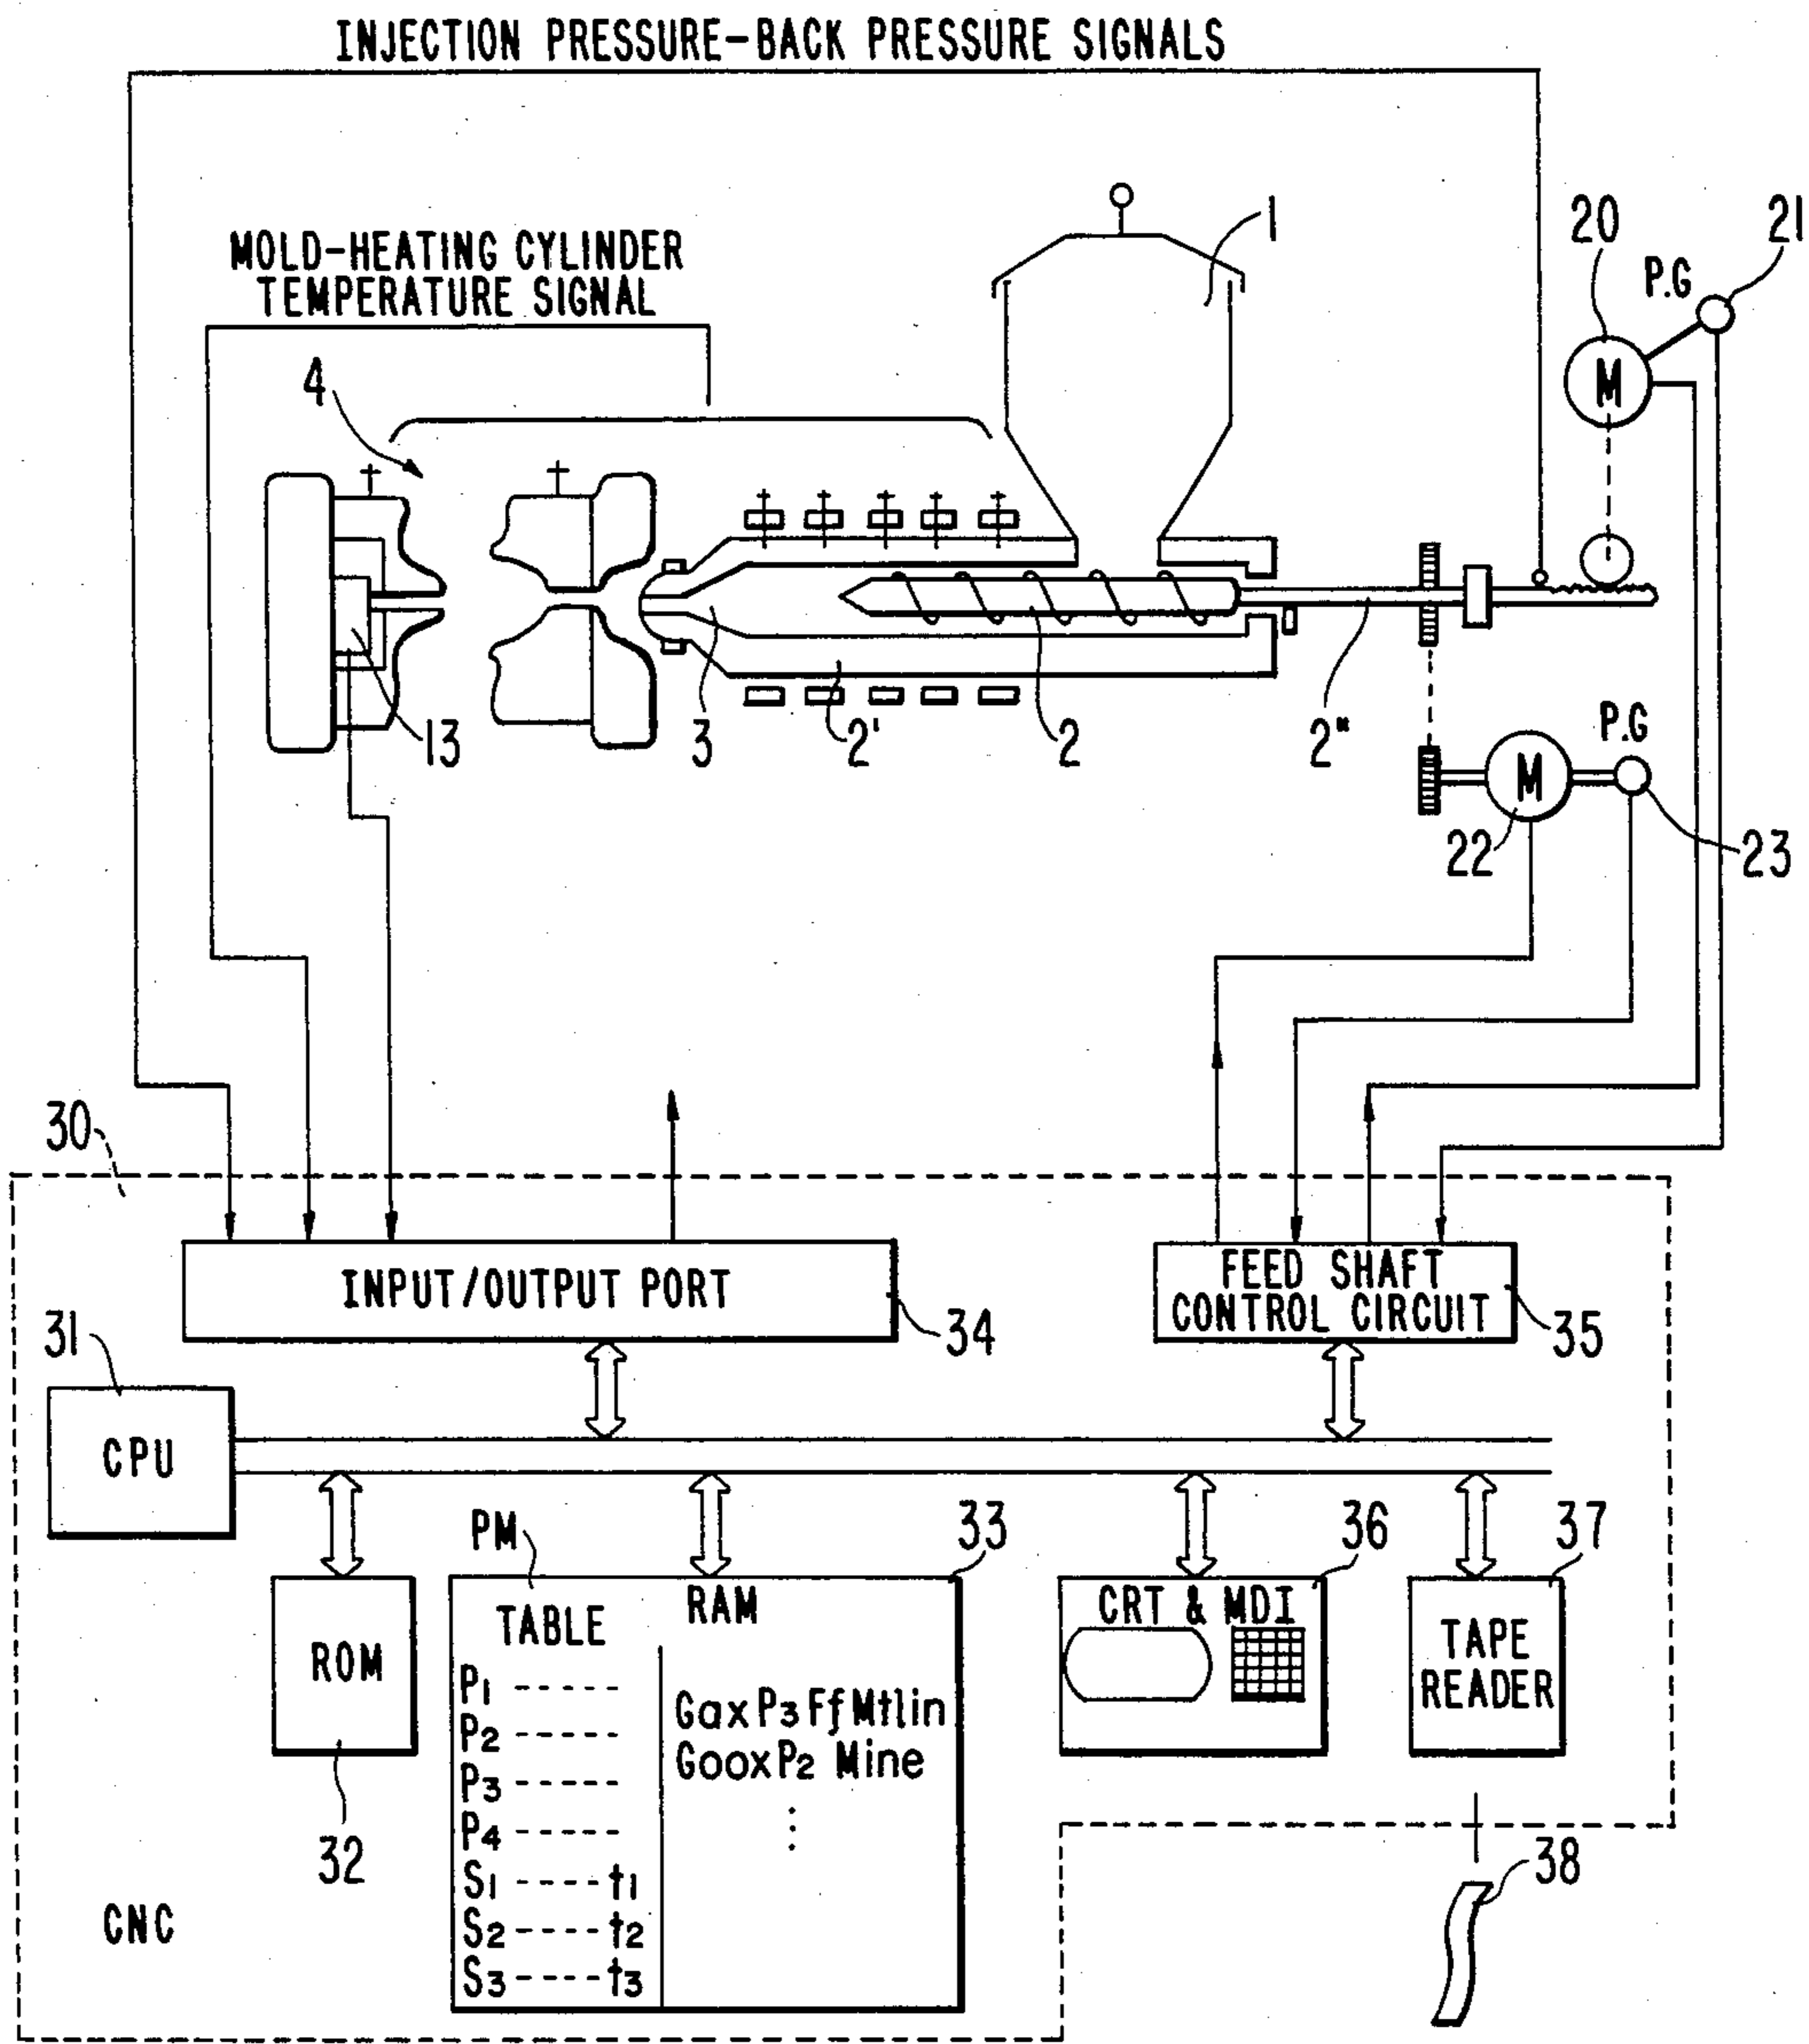 INJECTION PRESSURE-BACK PRESSURE SIGNALS
MOLD-HEATING CYLINDER
TEMPERATURE SIGNAL
4
1
20
21
P.G
M
13
3
2'
2
2"
P.G
M
22
23
30
INPUT/OUTPUT PORT
34
FEED SHAFT
CONTROL CIRCUIT
35
31
CPU
PM
33
36
37
ROM
32
TABLE
RAM
P1 -----
P2 -----
P3 -----
P4 -----
S1 ---- t1
S2 ---- t2
S3 ---- t3
GaxP3FfMtlin
GooxP2 Mine
⋮
CRT & MDI
TAPE
READER
38
CNC